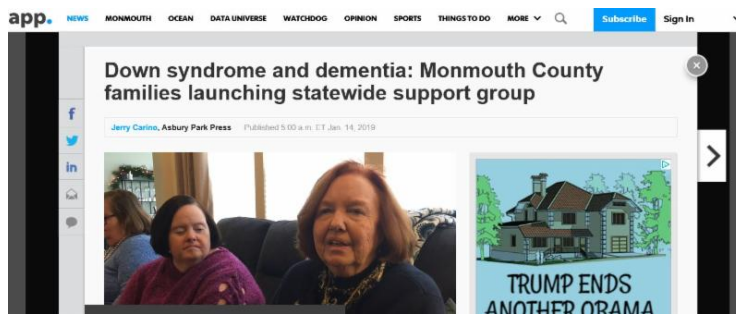 app. NEWS MONMOUTH OCEAN DATA UNIVERSE WATCHDOG OPINION SPORTS THINGS TO DO MORE Subscribe Sign In
Down syndrome and dementia: Monmouth County
families launching statewide support group
Jerry Carino, Asbury Park Press Published 5:00 a.m. ET Jan. 14, 2019
f
in
TRUMP ENDS
ANOTHER OBAMA